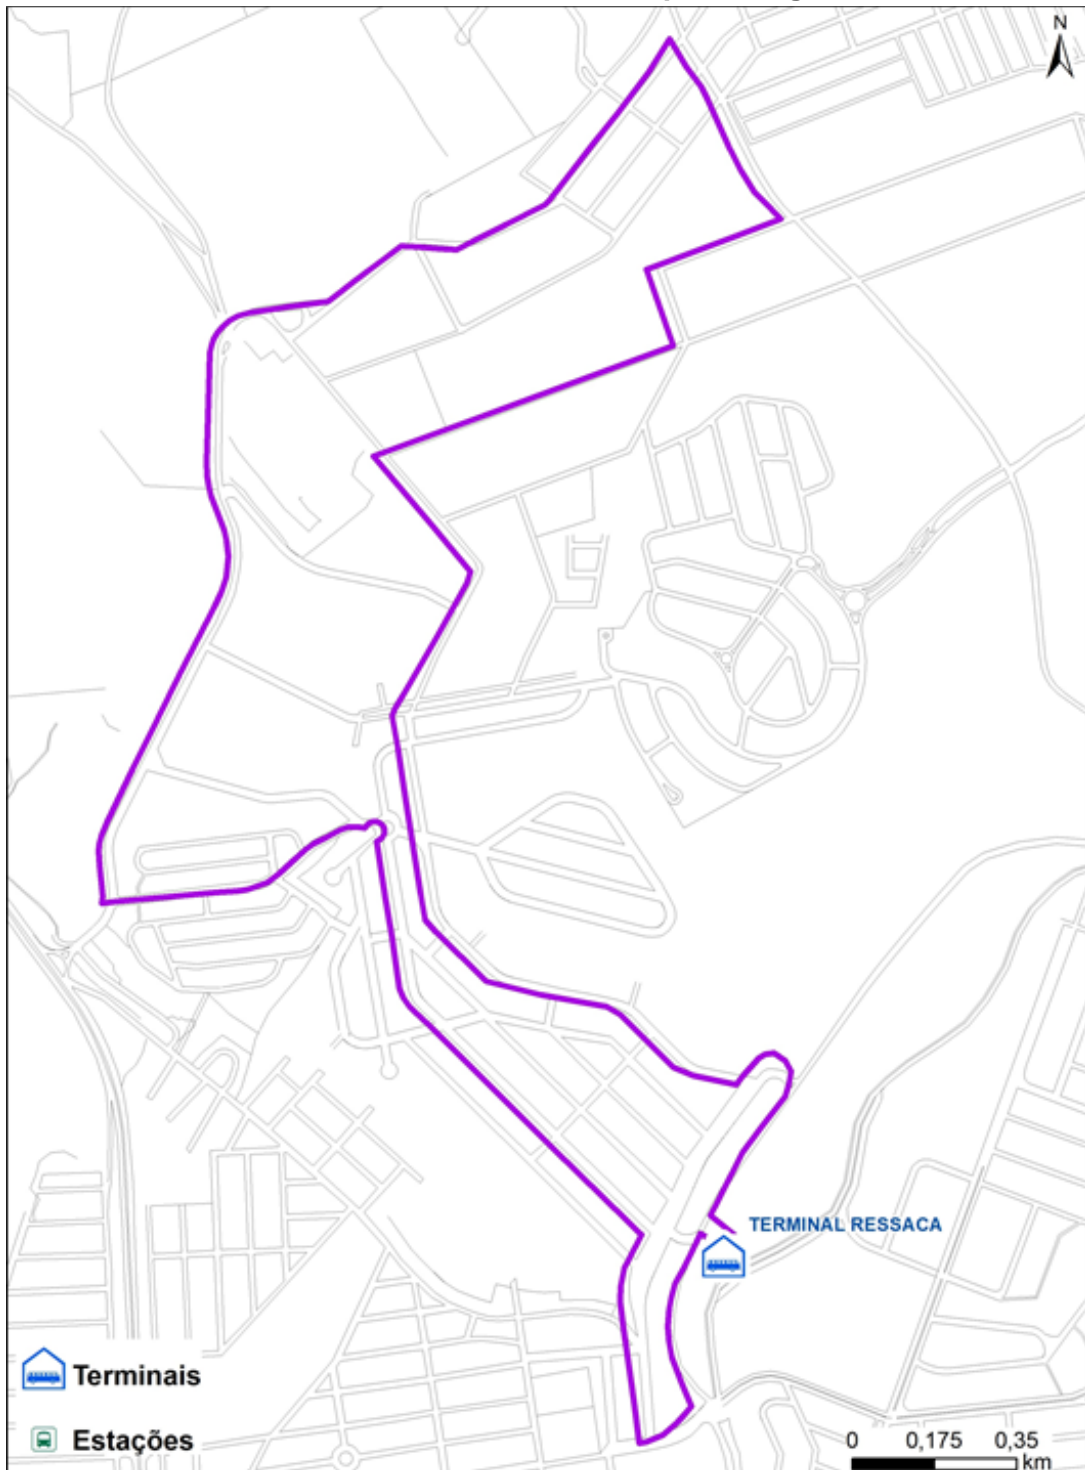 N
TERMINAL RESSACA
Terminais
Estações
0 0,175 0,35
km